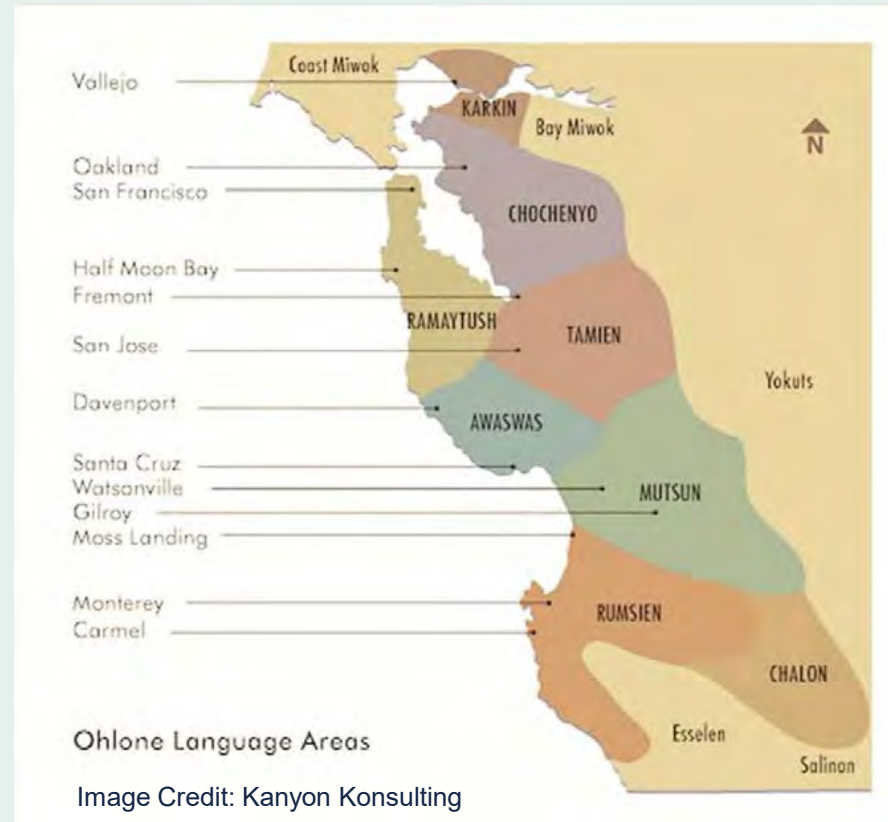 Coast Miwok
Vallejo
KARKIN
Bay Miwok
N
Oakland
San Francisco
CHOCHENYO
Half Moon Bay
Fremont
RAMAYTUSH
TAMIEN
San Jose
Yokuts
Davenport
AWASWAS
Santa Cruz
Watsonville
MUTSUN
Gilroy
Moss Landing
Monterey
RUMSIEN
Carmel
CHALON
Esselen
Ohlone Language Areas
Salinan
Image Credit: Kanyon Konsulting